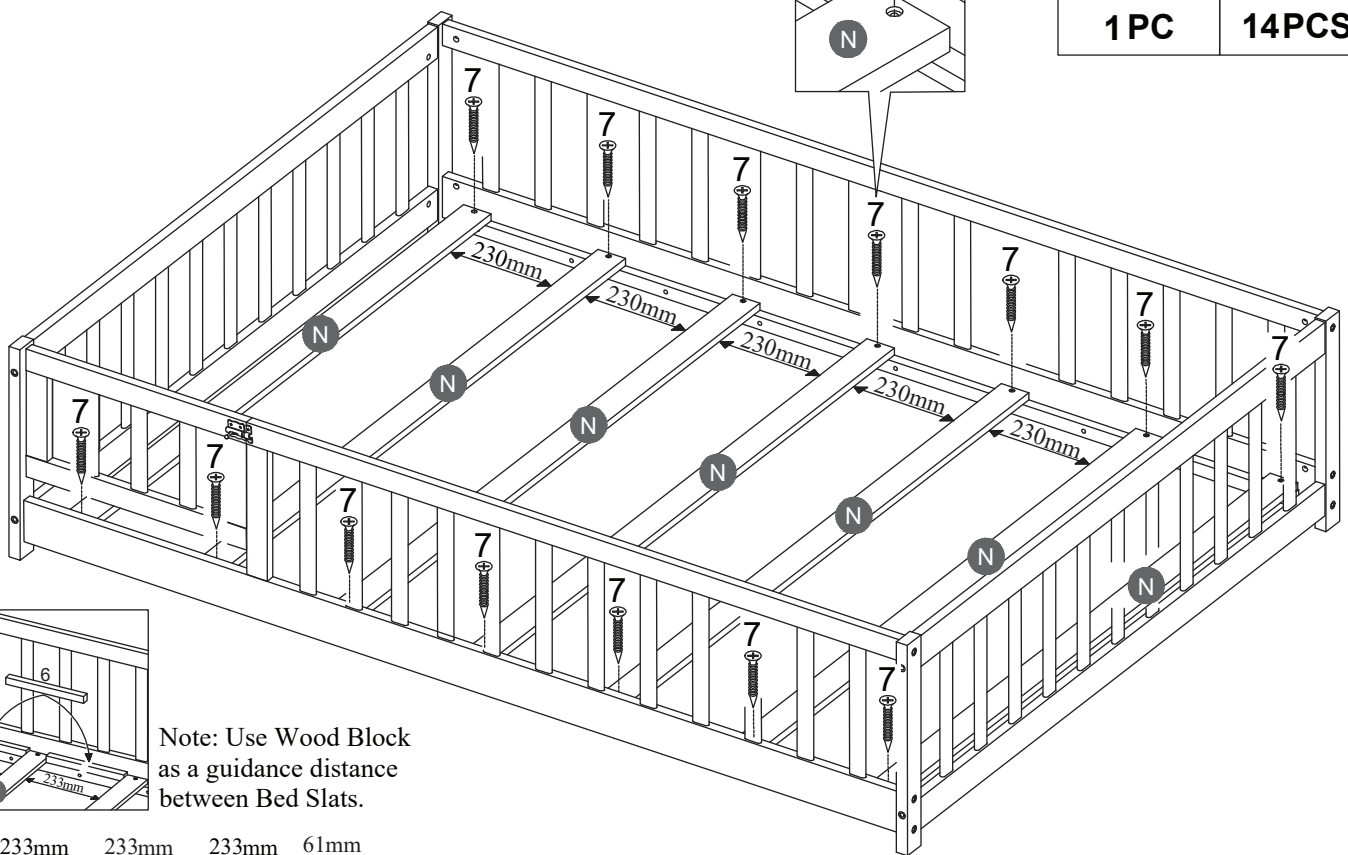 1PC 14PCS
N
7
7
7
7
7
7
7
230mm
230mm
230mm
230mm
230mm
N
N
N
N
N
N
N
7
7
7
7
7
7
7
6
233mm
Note: Use Wood Block
as a guidance distance
between Bed Slats.
233mm 233mm 233mm 61mm